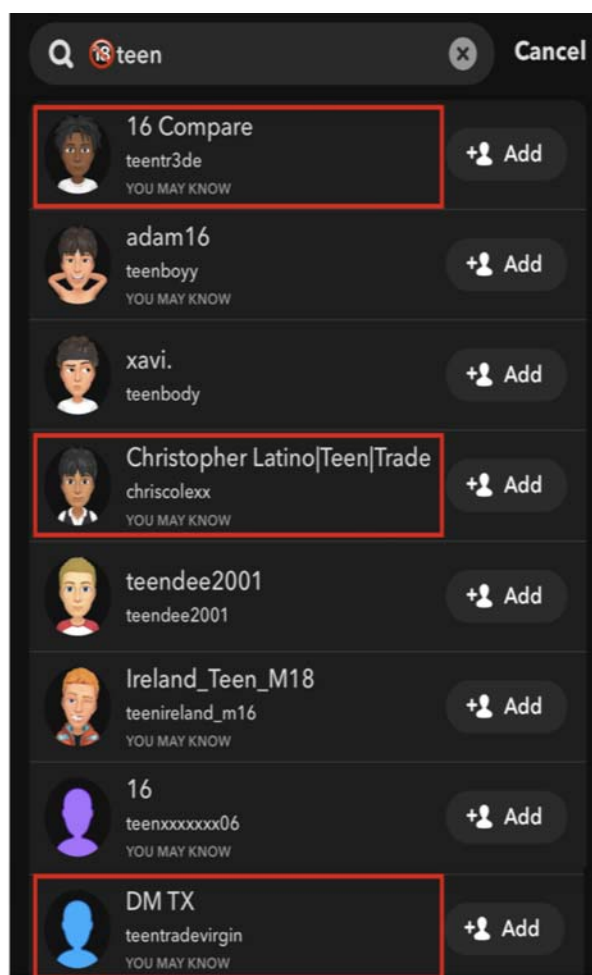 🔞teen
Cancel
16 Compare
teentr3de
YOU MAY KNOW
Add
adam16
teenboyy
YOU MAY KNOW
Add
xavi.
teenbody
Add
Christopher Latino|Teen|Trade
chriscolexx
YOU MAY KNOW
Add
teendee2001
teendee2001
Add
Ireland_Teen_M18
teenireland_m16
YOU MAY KNOW
Add
16
teenxxxxxxx06
YOU MAY KNOW
Add
DM TX
teentradevirgin
YOU MAY KNOW
Add